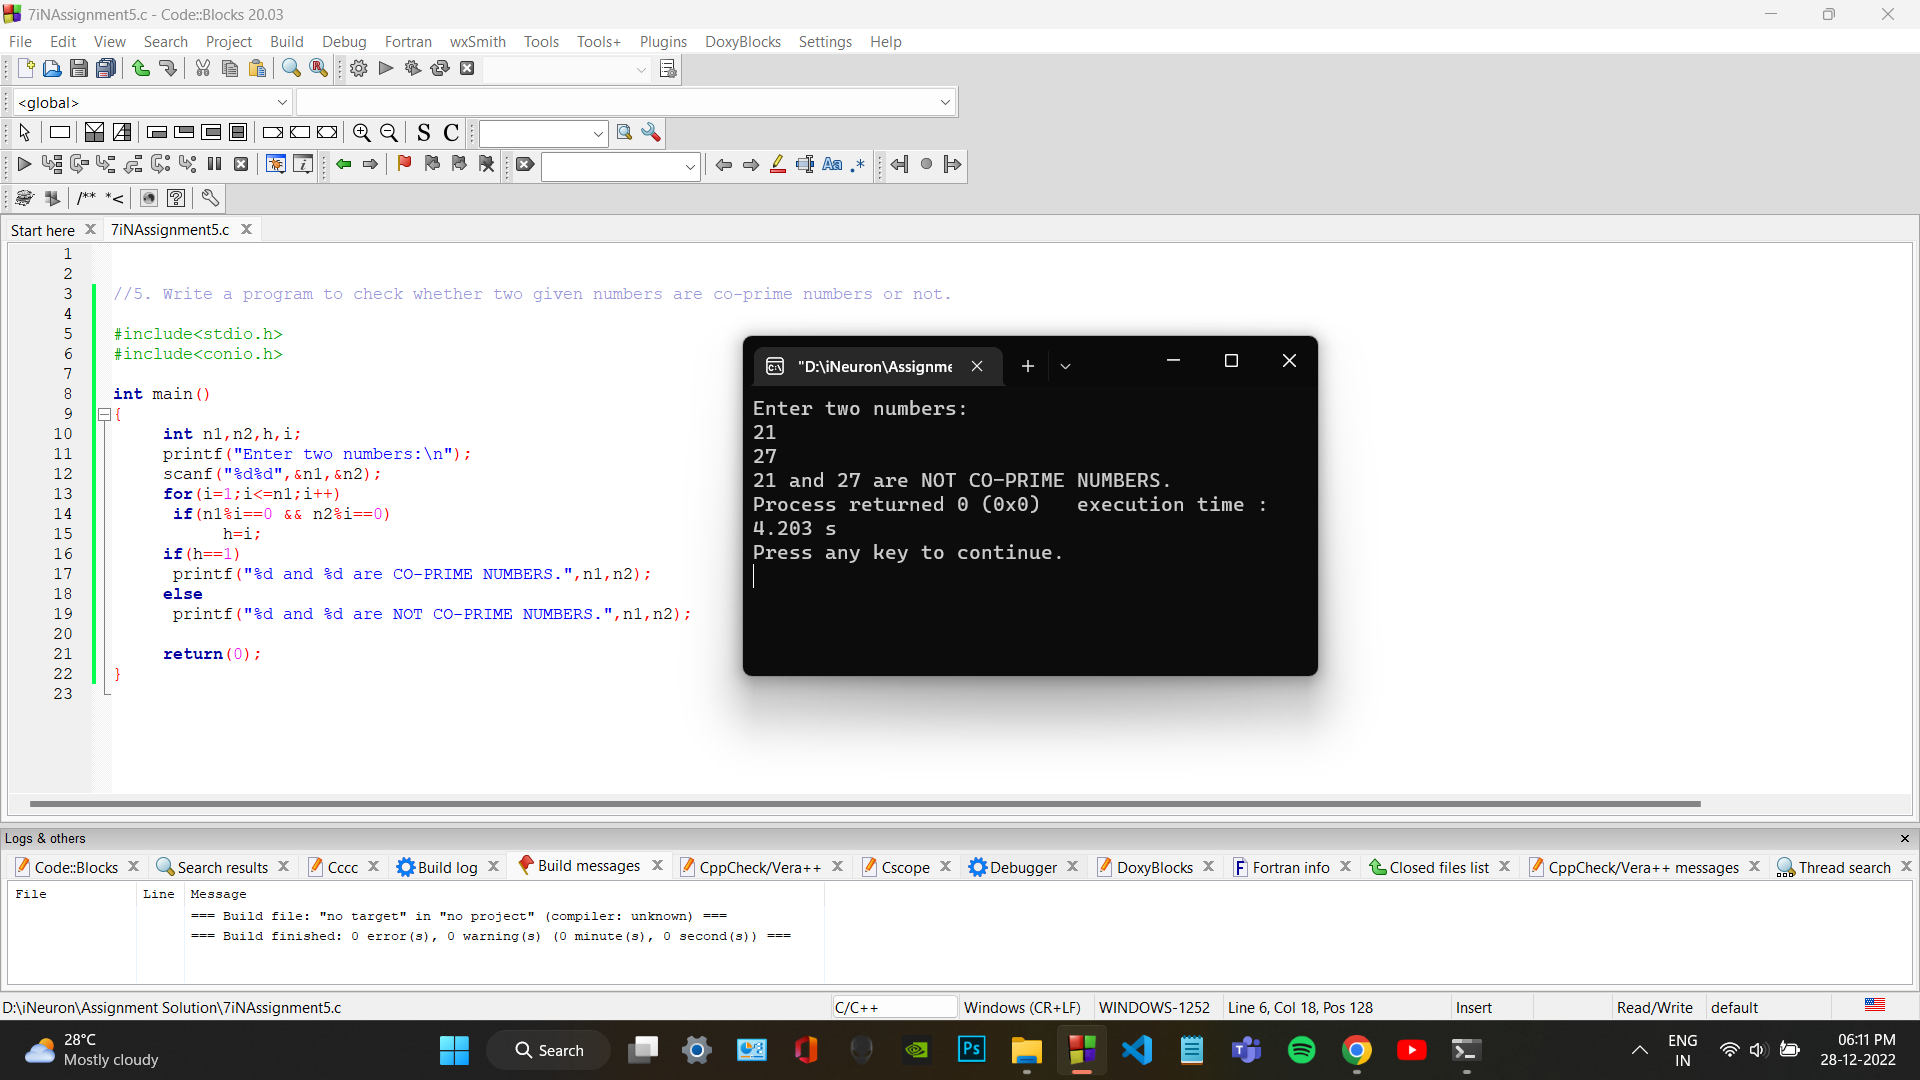 7iNAssignment5.c - Code::Blocks 20.03
File Edit View Search Project Build Debug Fortran wxSmith Tools Tools+ Plugins DoxyBlocks Settings Help
<global>
S C
Aa .*
/** *<
Start here 7iNAssignment5.c
1
2
3 //5. Write a program to check whether two given numbers are co-prime numbers or not.
4
5 #include<stdio.h>
6 #include<conio.h>
7
8 int main()
9 {
10 int n1,n2,h,i;
11 printf("Enter two numbers:\n");
12 scanf("%d%d",&n1,&n2);
13 for(i=1;i<=n1;i++)
14 if(n1%i==0 && n2%i==0)
15 h=i;
16 if(h==1)
17 printf("%d and %d are CO-PRIME NUMBERS.",n1,n2);
18 else
19 printf("%d and %d are NOT CO-PRIME NUMBERS.",n1,n2);
20
21 return(0);
22 }
23
"D:\iNeuron\Assignme
Enter two numbers:
21
27
21 and 27 are NOT CO-PRIME NUMBERS.
Process returned 0 (0x0) execution time :
4.203 s
Press any key to continue.
Logs & others
Code::Blocks Search results Cccc Build log Build messages CppCheck/Vera++ Cscope Debugger DoxyBlocks Fortran info Closed files list CppCheck/Vera++ messages Thread search
File Line Message
=== Build file: "no target" in "no project" (compiler: unknown) ===
=== Build finished: 0 error(s), 0 warning(s) (0 minute(s), 0 second(s)) ===
D:\iNeuron\Assignment Solution\7iNAssignment5.c C/C++ Windows (CR+LF) WINDOWS-1252 Line 6, Col 18, Pos 128 Insert Read/Write default
28°C
Mostly cloudy
Search
Ps
ENG
IN
06:11 PM
28-12-2022